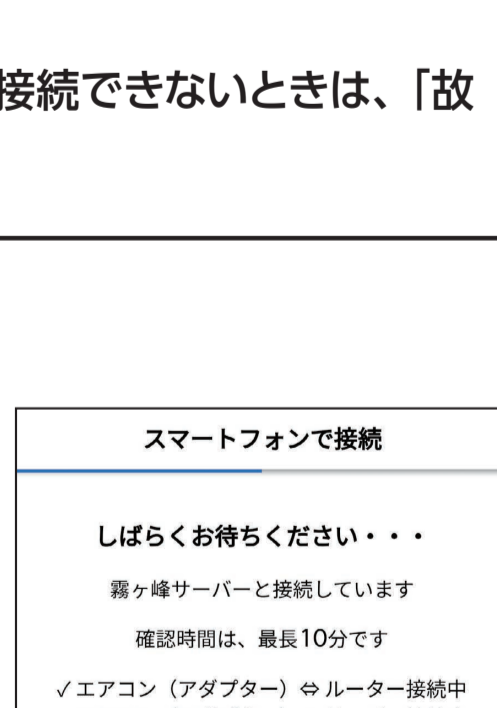 接続できないときは、「故
スマートフォンで接続
しばらくお待ちください・・・
霧ヶ峰サーバーと接続しています
確認時間は、最長10分です
✓エアコン（アダプター）⇔ルーター接続中